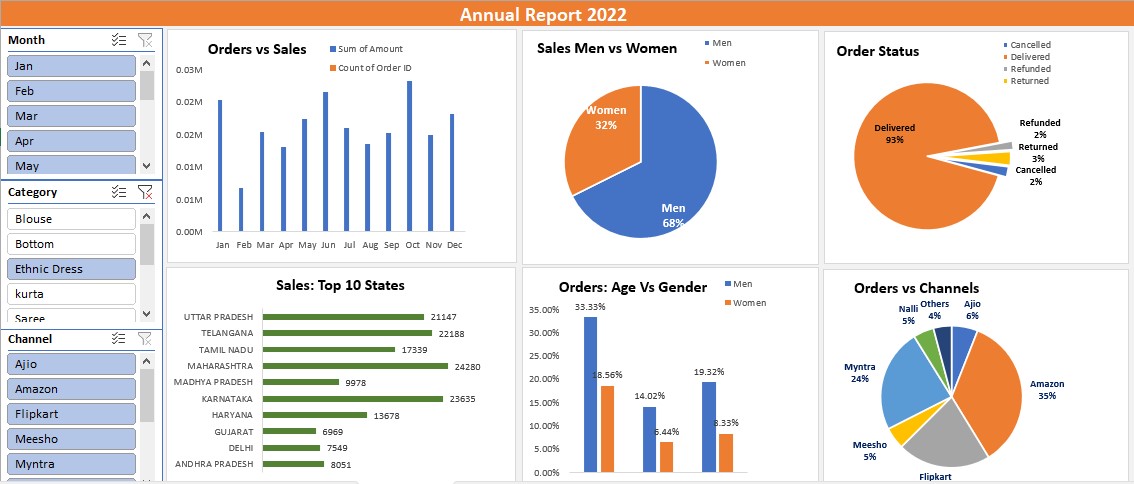 Annual Report 2022
Month
Jan
Feb
Mar
Apr
May
Category
Blouse
Bottom
Ethnic Dress
kurta
Saree
Channel
Ajio
Amazon
Flipkart
Meesho
Myntra
Orders vs Sales
Sum of Amount
Count of Order ID
0.03M
0.02M
0.02M
0.01M
0.01M
0.00M
Jan Feb Mar Apr May Jun Jul Aug Sep Oct Nov Dec
Sales Men vs Women
Men
Women
Women
32%
Men
68%
Order Status
Cancelled
Delivered
Refunded
Returned
Delivered
93%
Refunded
2%
Returned
3%
Cancelled
2%
Sales: Top 10 States
UTTAR PRADESH 21147
TELANGANA 22188
TAMIL NADU 17339
MAHARASHTRA 24280
MADHYA PRADESH 9978
KARNATAKA 23635
HARYANA 13678
GUJARAT 6969
DELHI 7549
ANDHRA PRADESH 8051
Orders: Age Vs Gender
Men
Women
35.00%
30.00%
25.00%
20.00%
15.00%
10.00%
5.00%
0.00%
33.33%
18.56%
14.02%
6.44%
19.32%
8.33%
Orders vs Channels
Nalli
5%
Others
4%
Ajio
6%
Myntra
24%
Amazon
35%
Meesho
5%
Flipkart